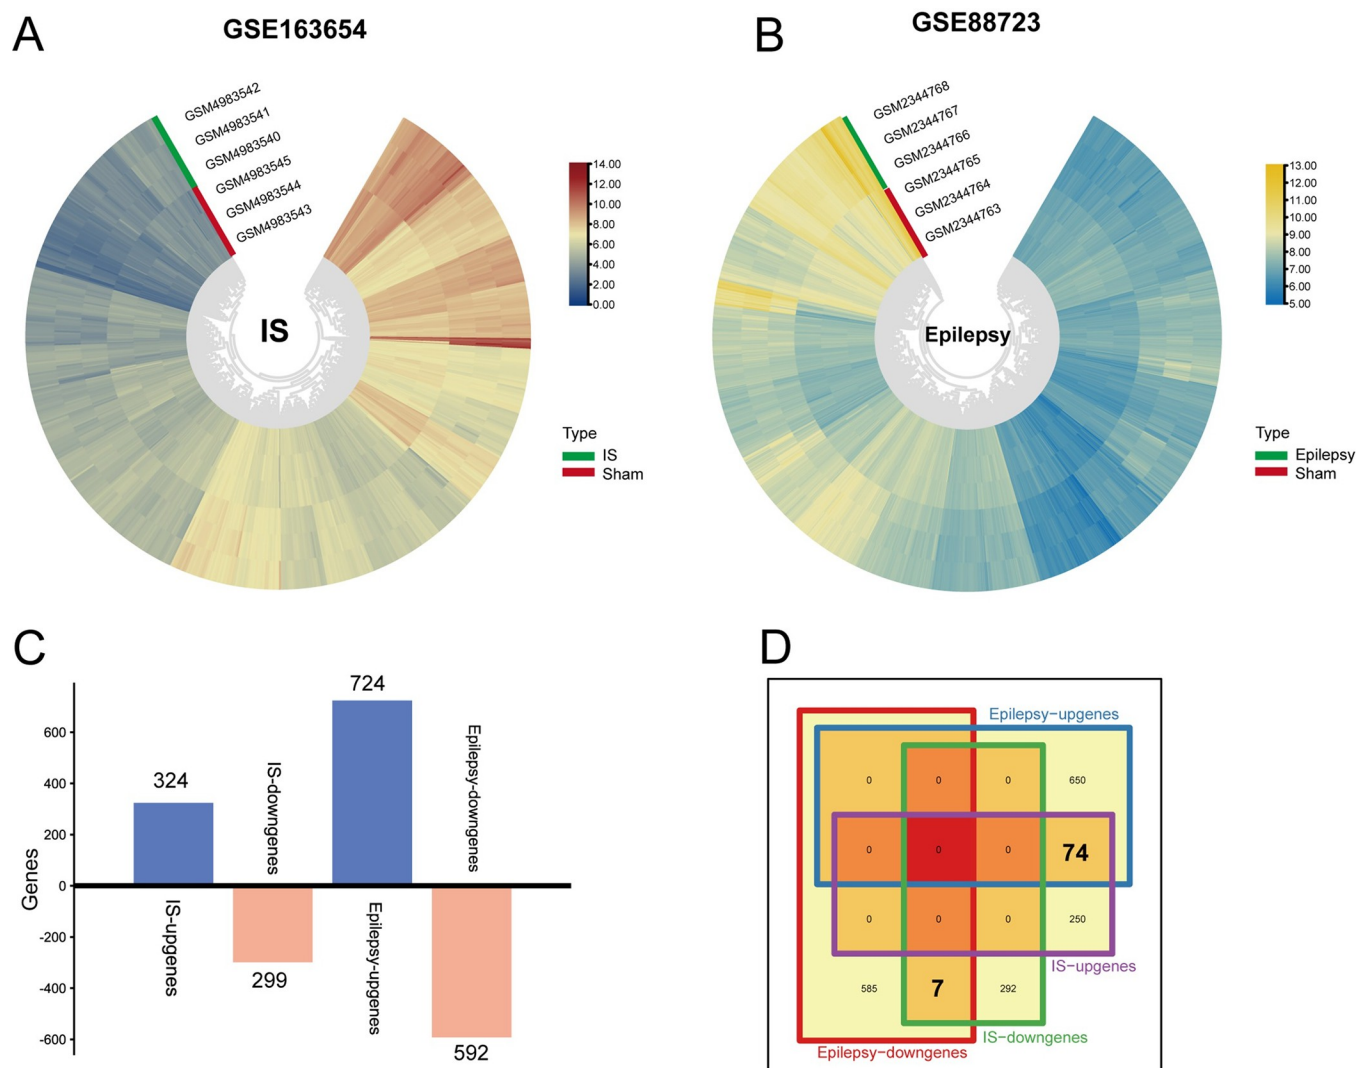 A
GSE163654
GSM4983542
GSM4983541
GSM4983540
GSM4983545
GSM4983544
GSM4983543
IS
14.00
12.00
10.00
8.00
6.00
4.00
2.00
0.00
Type
IS
Sham
B
GSE88723
GSM2344768
GSM2344767
GSM2344766
GSM2344765
GSM2344764
GSM2344763
Epilepsy
13.00
12.00
11.00
10.00
9.00
8.00
7.00
6.00
5.00
Type
Epilepsy
Sham
C
Genes
600
400
200
0
-200
-400
-600
324
IS-upgenes
IS-downgenes
299
724
Epilepsy-upgenes
Epilepsy-downgenes
592
D
Epilepsy-upgenes
0 0 0 650
0 0 0 74
0 0 0 250
IS-upgenes
585 7 292
IS-downgenes
Epilepsy-downgenes